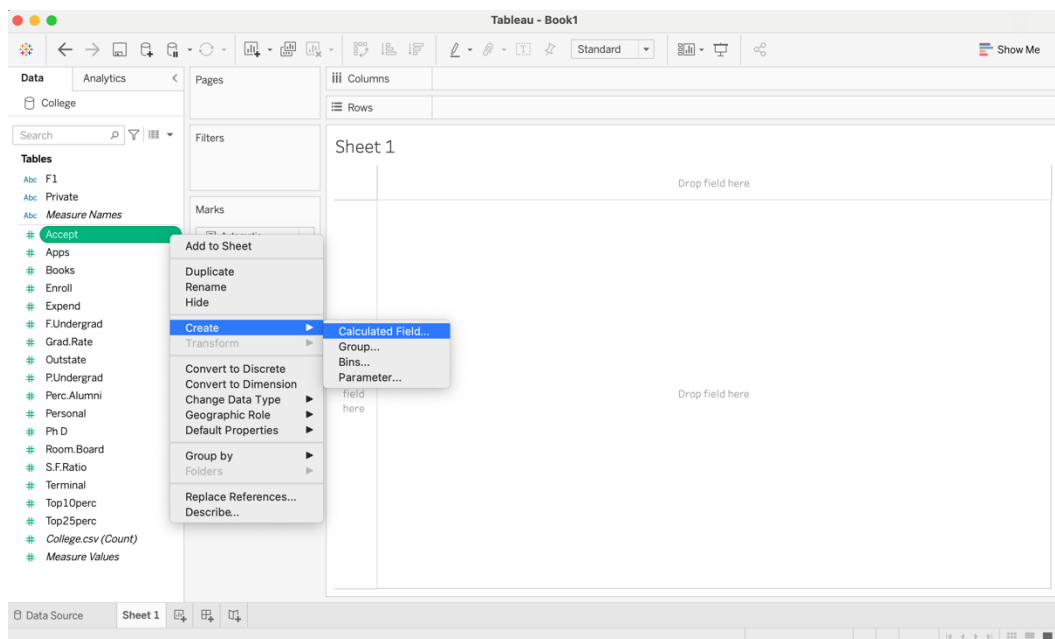 Tableau - Book1
Standard
Show Me
Data
Analytics
Pages
Columns
College
Rows
Search
Filters
Sheet 1
Tables
Abc F1
Drop field here
Abc Private
Abc Measure Names
Marks
# Accept
# Apps
# Books
# Enroll
# Expend
# F.Undergrad
# Grad.Rate
# Outstate
# P.Undergrad
# Perc.Alumni
# Personal
# Ph D
# Room.Board
# S.F.Ratio
# Terminal
# Top10perc
# Top25perc
# College.csv (Count)
# Measure Values
Automatic
Add to Sheet
Duplicate
Rename
Hide
Create
Transform
Convert to Discrete
Convert to Dimension
Change Data Type
Geographic Role
Default Properties
Group by
Folders
Replace References...
Describe...
Calculated Field...
Group...
Bins...
Parameter...
field
here
Drop field here
Data Source
Sheet 1